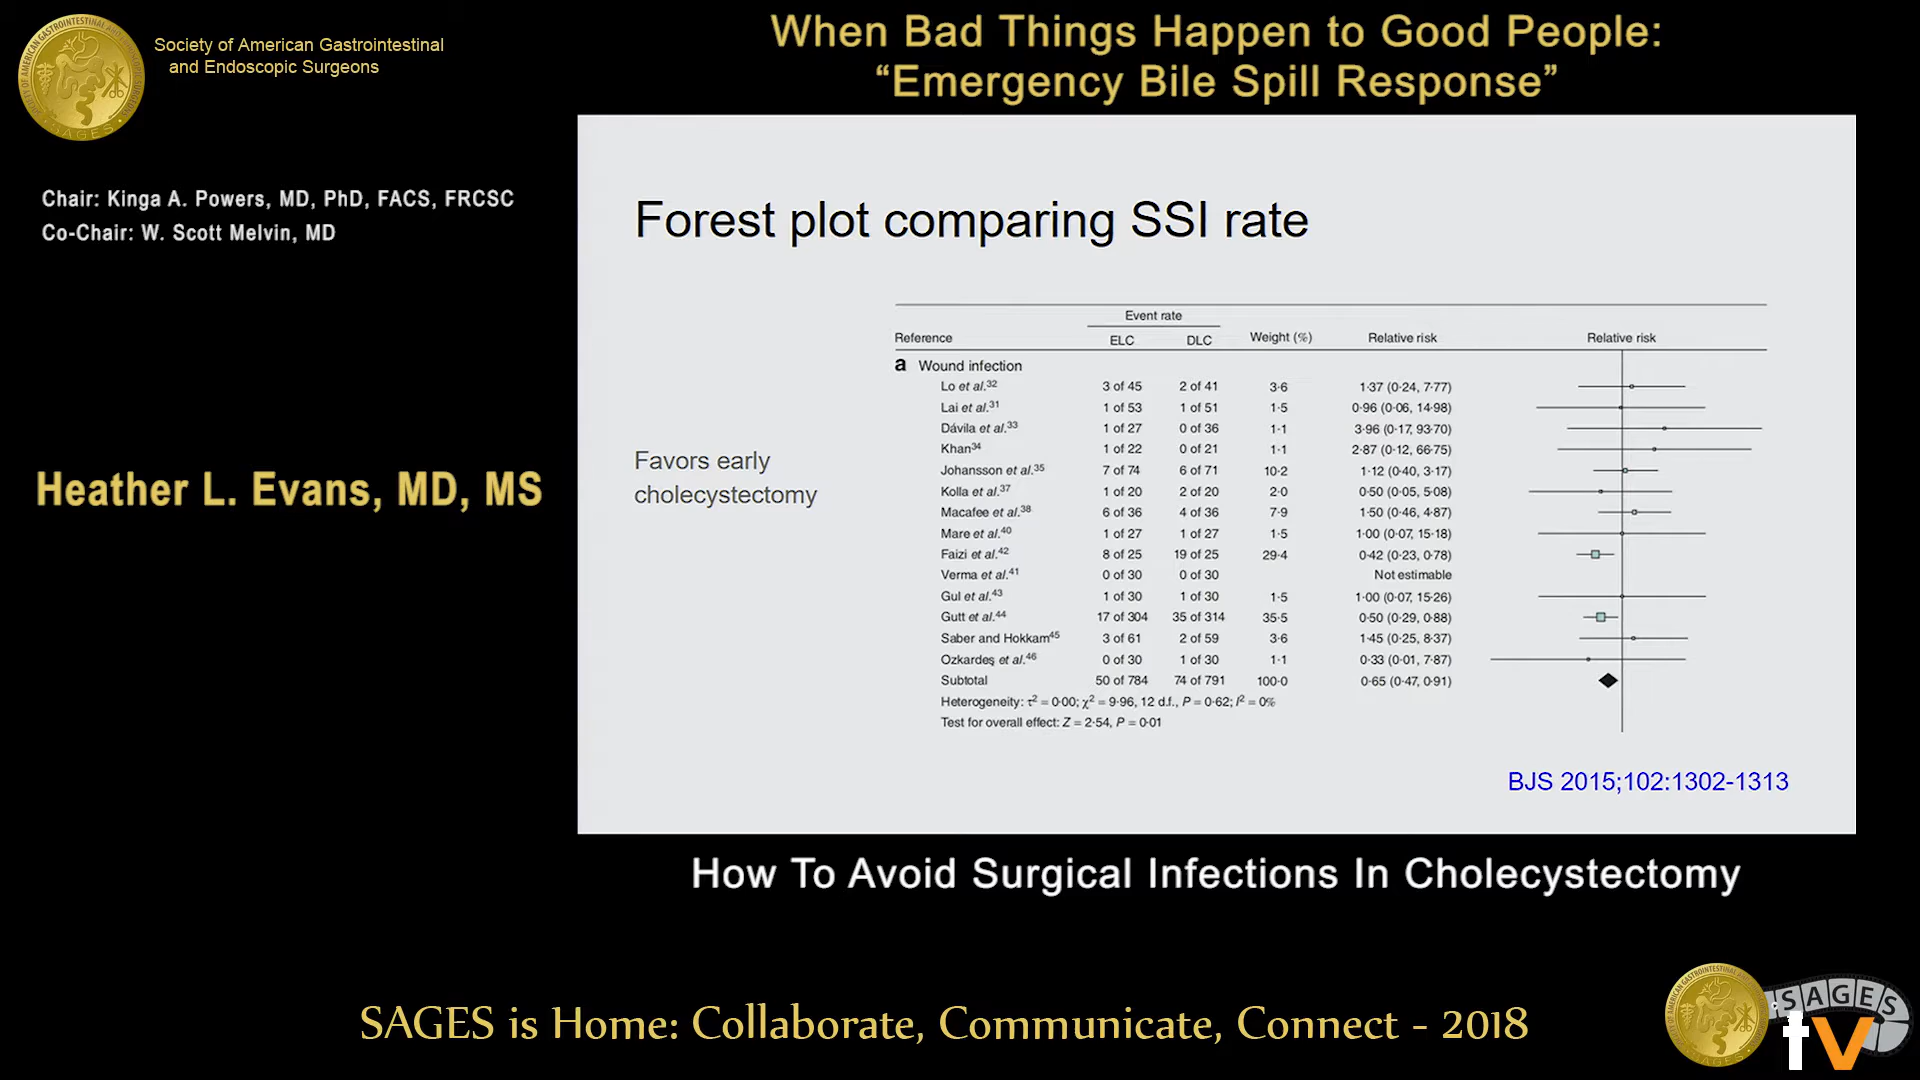 Society of American Gastrointestinal
and Endoscopic Surgeons
When Bad Things Happen to Good People:
“Emergency Bile Spill Response”
Chair: Kinga A. Powers, MD, PhD, FACS, FRCSC
Co-Chair: W. Scott Melvin, MD
Heather L. Evans, MD, MS
Forest plot comparing SSI rate
Favors early
cholecystectomy
Event rate
Reference ELC DLC Weight (%) Relative risk Relative risk
a Wound infection
Lo et al.32 3 of 45 2 of 41 3·6 1·37 (0·24, 7·77)
Lai et al.31 1 of 53 1 of 51 1·5 0·96 (0·06, 14·98)
Dávila et al.33 1 of 27 0 of 36 1·1 3·96 (0·17, 93·70)
Khan34 1 of 22 0 of 21 1·1 2·87 (0·12, 66·75)
Johansson et al.35 7 of 74 6 of 71 10·2 1·12 (0·40, 3·17)
Kolla et al.37 1 of 20 2 of 20 2·0 0·50 (0·05, 5·08)
Macafee et al.38 6 of 36 4 of 36 7·9 1·50 (0·46, 4·87)
Mare et al.40 1 of 27 1 of 27 1·5 1·00 (0·07, 15·18)
Faizi et al.42 8 of 25 19 of 25 29·4 0·42 (0·23, 0·78)
Verma et al.41 0 of 30 0 of 30 Not estimable
Gul et al.43 1 of 30 1 of 30 1·5 1·00 (0·07, 15·26)
Gutt et al.44 17 of 304 35 of 314 35·5 0·50 (0·29, 0·88)
Saber and Hokkam45 3 of 61 2 of 59 3·6 1·45 (0·25, 8·37)
Ozkardeş et al.46 0 of 30 1 of 30 1·1 0·33 (0·01, 7·87)
Subtotal 50 of 784 74 of 791 100·0 0·65 (0·47, 0·91)
Heterogeneity: τ2 = 0·00; χ2 = 9·96, 12 d.f., P = 0·62; I2 = 0%
Test for overall effect: Z = 2·54, P = 0·01
BJS 2015;102:1302-1313
How To Avoid Surgical Infections In Cholecystectomy
SAGES is Home: Collaborate, Communicate, Connect - 2018
SAGES
tv